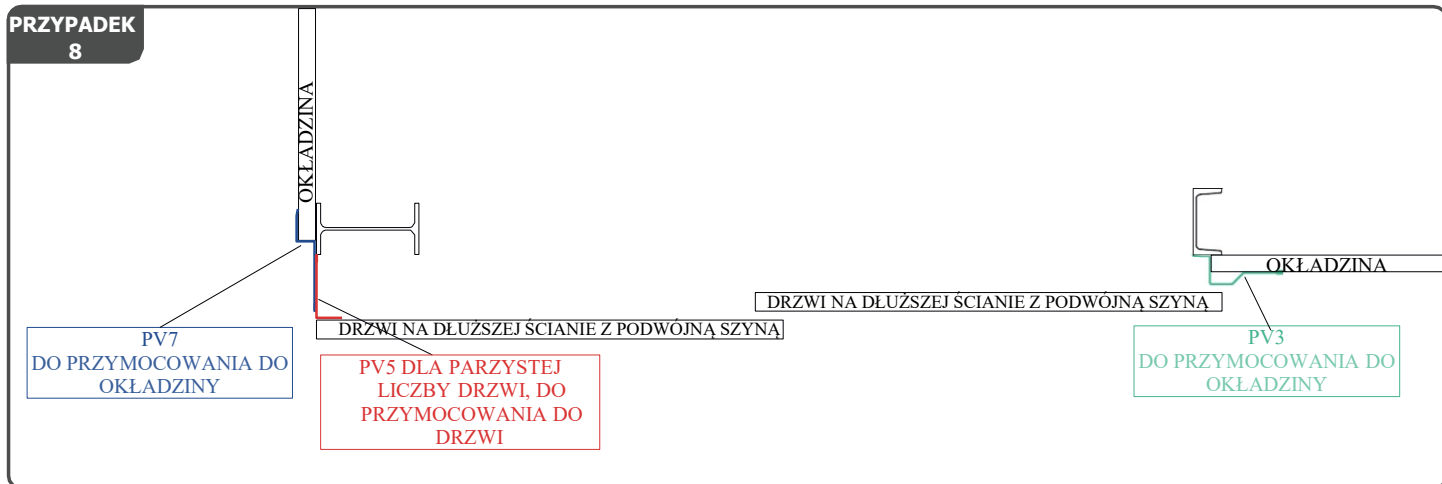 PRZYPADEK
8
OKŁADZINA
OKŁADZINA
DRZWI NA DŁUŻSZEJ ŚCIANIE Z PODWÓJNĄ SZYNĄ
DRZWI NA DŁUŻSZEJ ŚCIANIE Z PODWÓJNĄ SZYNĄ
PV7
DO PRZYMOCOWANIA DO
OKŁADZINY
PV5 DLA PARZYSTEJ
LICZBY DRZWI, DO
PRZYMOCOWANIA DO
DRZWI
PV3
DO PRZYMOCOWANIA DO
OKŁADZINY